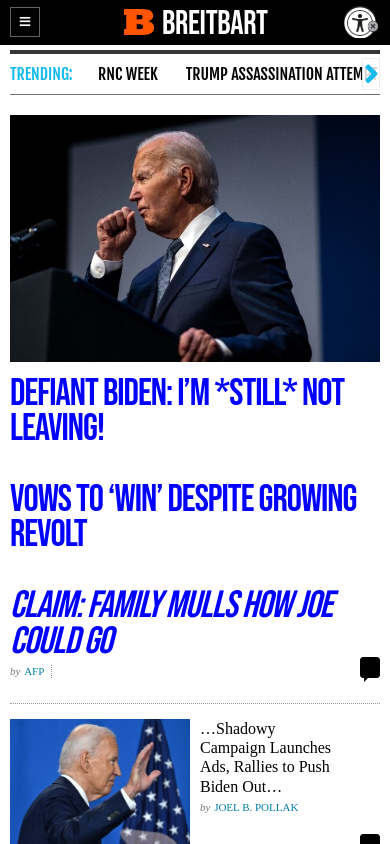 BREITBART
TRENDING: RNC WEEK TRUMP ASSASSINATION ATTEM
DEFIANT BIDEN: I’M *STILL* NOT
LEAVING!
VOWS TO ‘WIN’ DESPITE GROWING
REVOLT
CLAIM: FAMILY MULLS HOW JOE
COULD GO
by AFP
…Shadow
Campaign Launches
Ads, Rallies to Push
Biden Out…
by JOEL B. POLLAK